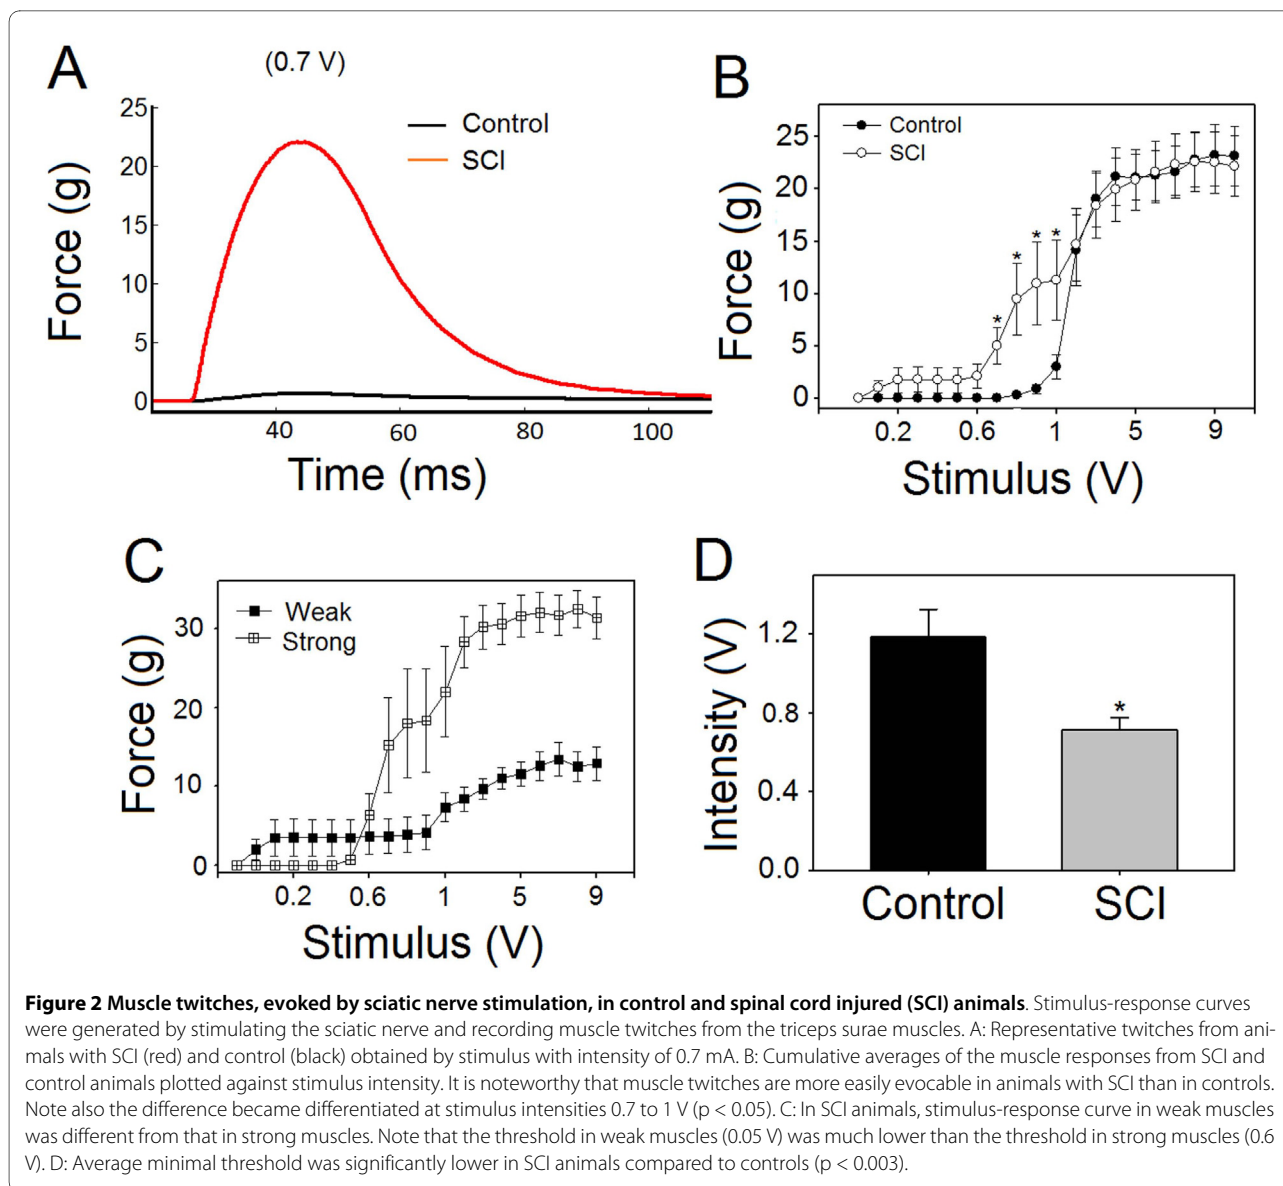 A
(0.7 V)
25
20
15
10
5
0
Force (g)
Control
SCI
40
60
80
100
Time (ms)
B
25
20
15
10
5
0
Force (g)
Control
SCI
* * * *
0.2
0.6
1
5
9
Stimulus (V)
C
30
20
10
0
Force (g)
Weak
Strong
0.2
0.6
1
5
9
Stimulus (V)
D
1.2
0.8
0.4
0.0
Intensity (V)
*
Control
SCI
Figure 2 Muscle twitches, evoked by sciatic nerve stimulation, in control and spinal cord injured (SCI) animals. Stimulus-response curves
were generated by stimulating the sciatic nerve and recording muscle twitches from the triceps surae muscles. A: Representative twitches from ani-
mals with SCI (red) and control (black) obtained by stimulus with intensity of 0.7 mA. B: Cumulative averages of the muscle responses from SCI and
control animals plotted against stimulus intensity. It is noteworthy that muscle twitches are more easily evocable in animals with SCI than in controls.
Note also the difference became differentiated at stimulus intensities 0.7 to 1 V (p < 0.05). C: In SCI animals, stimulus-response curve in weak muscles
was different from that in strong muscles. Note that the threshold in weak muscles (0.05 V) was much lower than the threshold in strong muscles (0.6
V). D: Average minimal threshold was significantly lower in SCI animals compared to controls (p < 0.003).